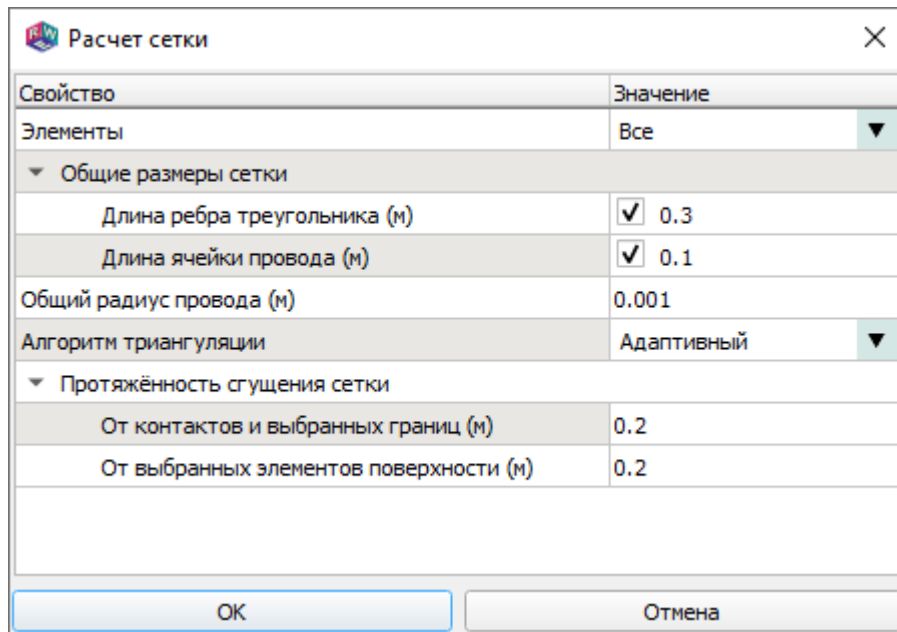 RW Расчет сетки
Свойство Значение
Элементы Все
Общие размеры сетки
Длина ребра треугольника (м) 0.3
Длина ячейки провода (м) 0.1
Общий радиус провода (м) 0.001
Алгоритм триангуляции Адаптивный
Протяжённость сгущения сетки
От контактов и выбранных границ (м) 0.2
От выбранных элементов поверхности (м) 0.2
OK Отмена